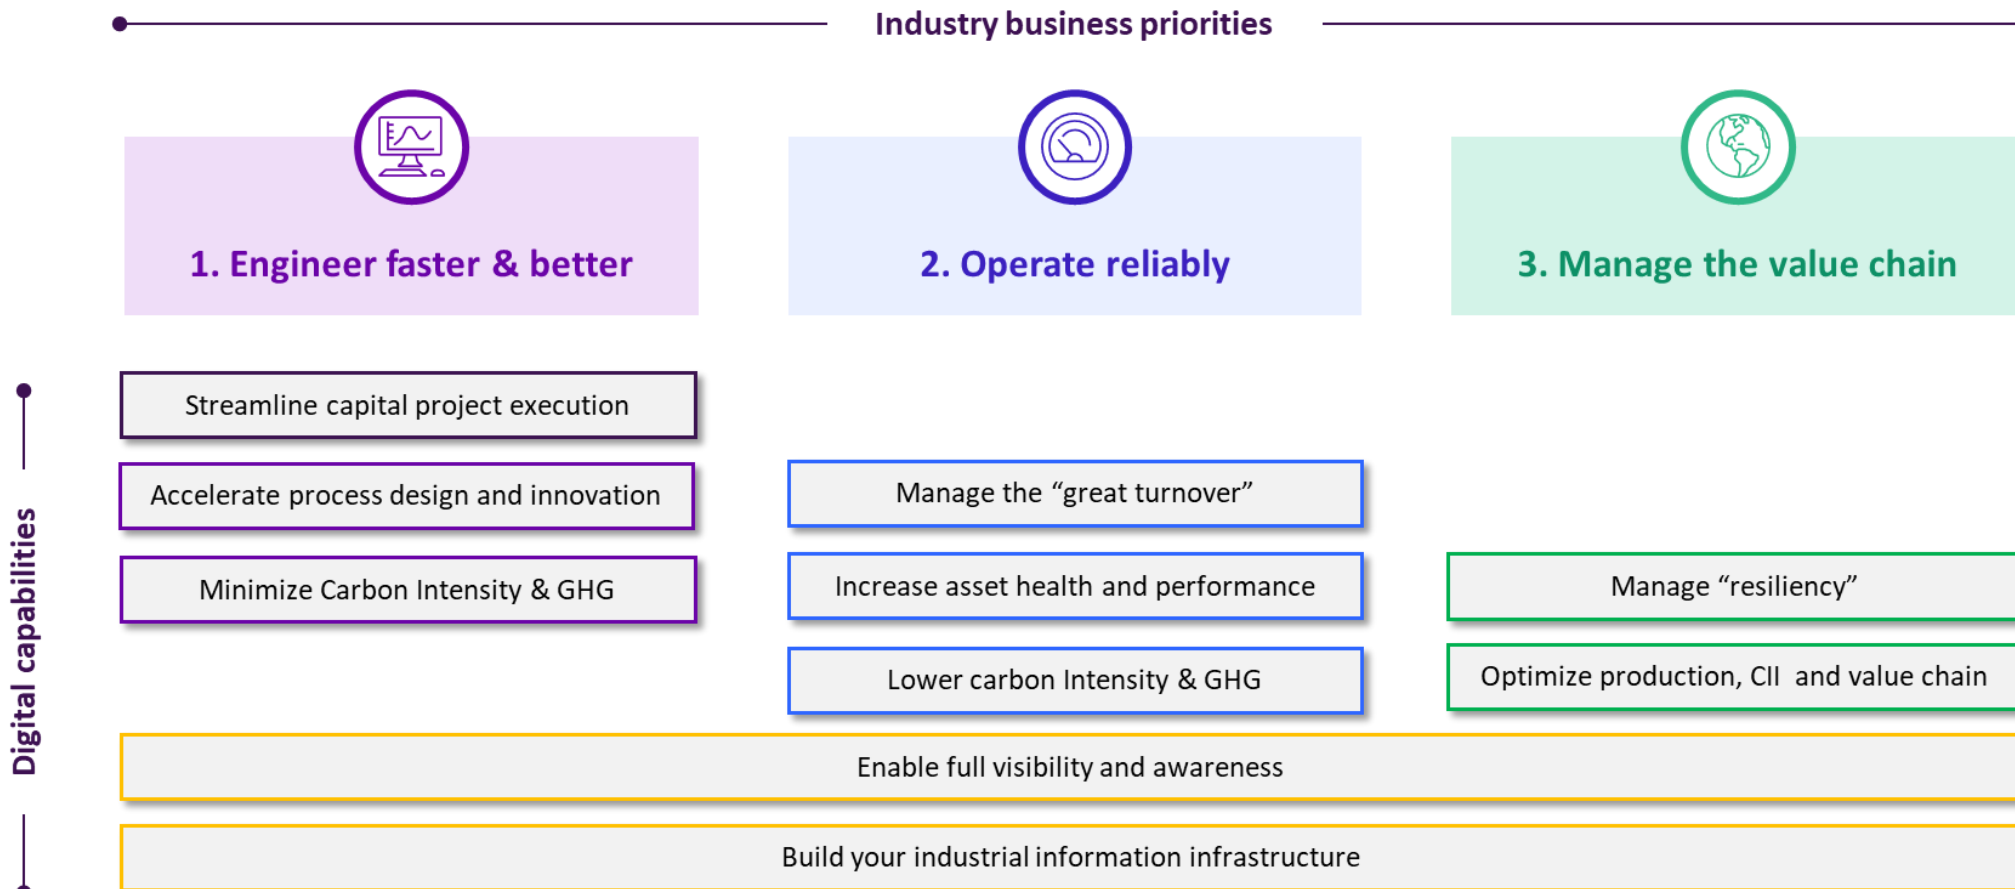 Industry business priorities
1. Engineer faster & better
2. Operate reliably
3. Manage the value chain
Digital capabilities
Streamline capital project execution
Accelerate process design and innovation
Manage the “great turnover”
Minimize Carbon Intensity & GHG
Increase asset health and performance
Manage “resiliency”
Lower carbon Intensity & GHG
Optimize production, CII and value chain
Enable full visibility and awareness
Build your industrial information infrastructure